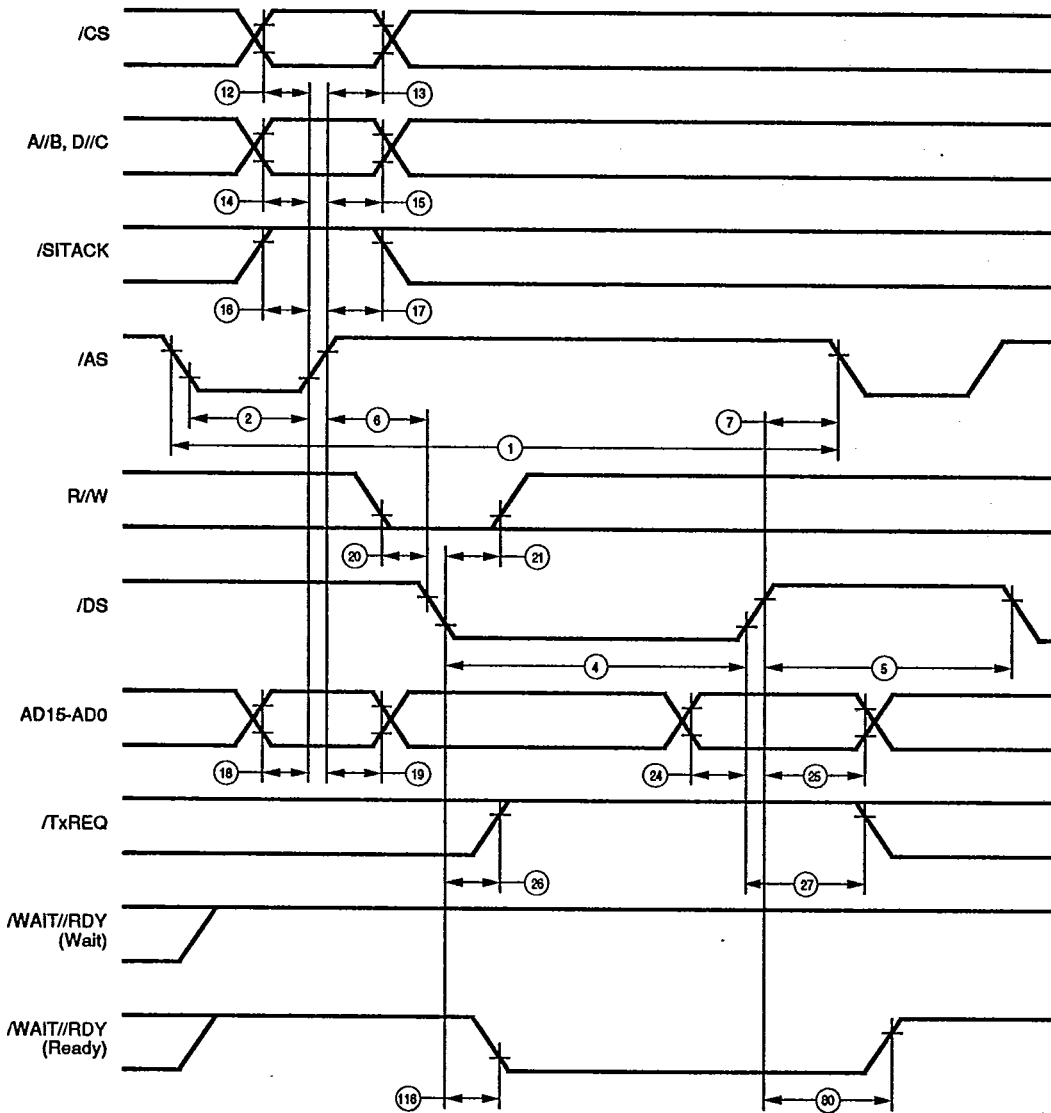 /CS
12
13
A//B, D//C
14
15
/SITACK
16
17
/AS
2
6
7
1
R//W
20
21
/DS
4
5
AD15-AD0
18
19
24
25
/TxREQ
26
27
/WAIT//RDY
(Wait)
/WAIT//RDY
(Ready)
116
80